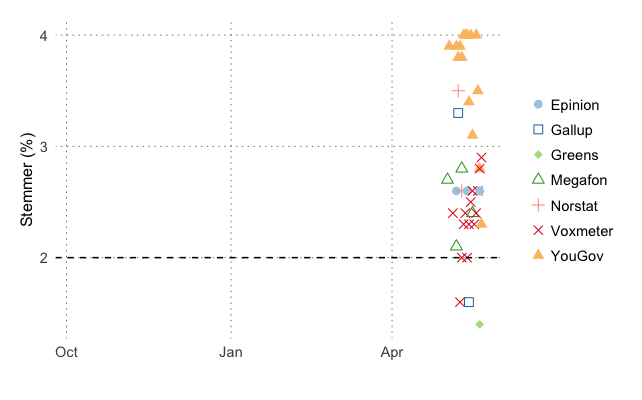 Stemmer (%)
4
3
2
Oct Jan Apr
Epinion
Gallup
Greens
Megafon
Norstat
Voxmeter
YouGov